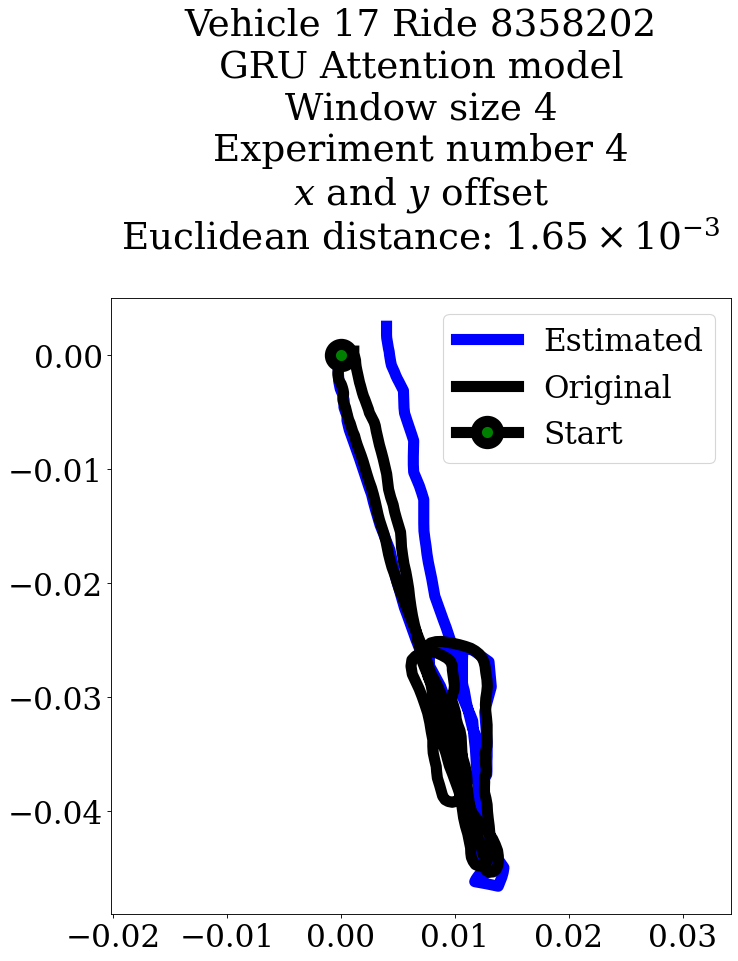 Vehicle 17 Ride 8358202
GRU Attention model
Window size 4
Experiment number 4
x and y offset
Euclidean distance: 1.65 × 10⁻³
Estimated
Original
Start
0.00
−0.01
−0.02
−0.03
−0.04
−0.02 −0.01 0.00 0.01 0.02 0.03